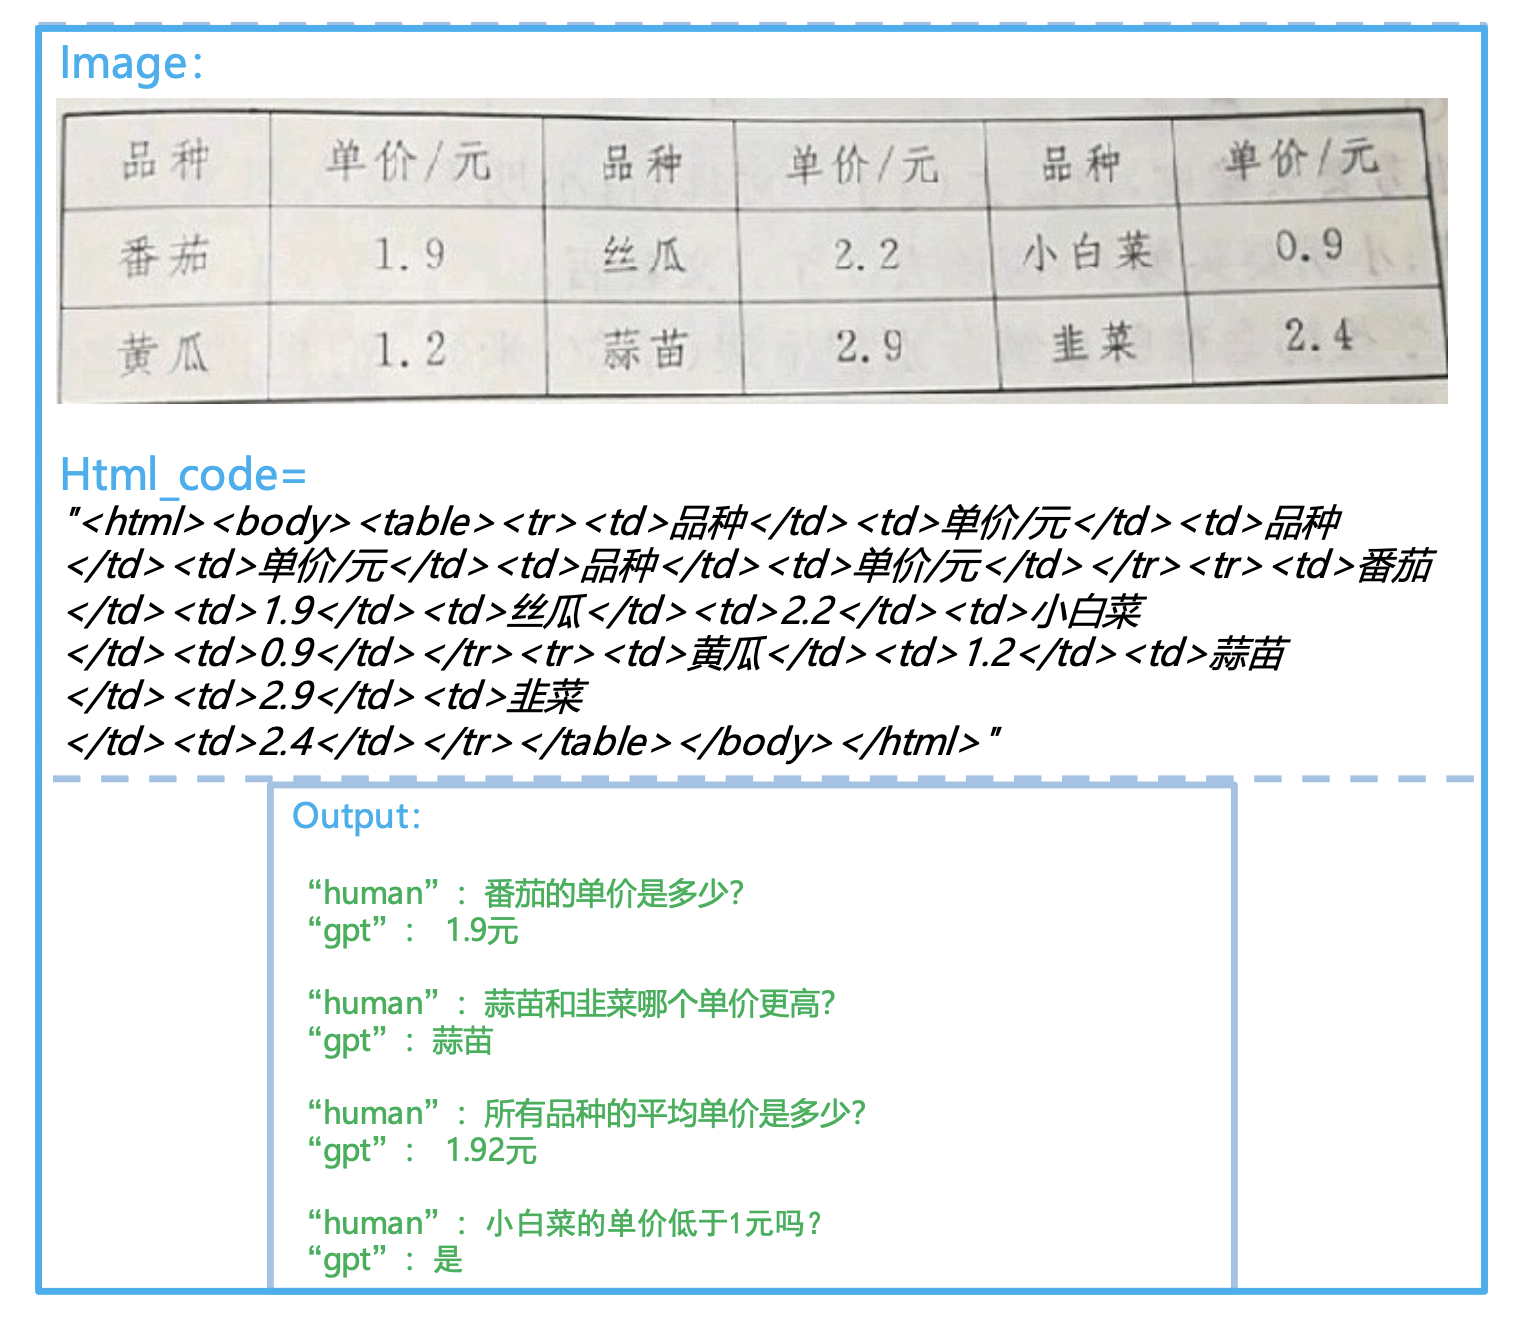 Image:
品种 单价/元 品种 单价/元 品种 单价/元
番茄 1.9 丝瓜 2.2 小白菜 0.9
黄瓜 1.2 蒜苗 2.9 韭菜 2.4
Html_code=
"<html><body><table><tr><td>品种</td><td>单价/元</td><td>品种
</td><td>单价/元</td><td>品种</td><td>单价/元</td></tr><tr><td>番茄
</td><td>1.9</td><td>丝瓜</td><td>2.2</td><td>小白菜
</td><td>0.9</td></tr><tr><td>黄瓜</td><td>1.2</td><td>蒜苗
</td><td>2.9</td><td>韭菜
</td><td>2.4</td></tr></table></body></html>"
Output:
“human”：番茄的单价是多少?
“gpt”： 1.9元
“human”：蒜苗和韭菜哪个单价更高?
“gpt”：蒜苗
“human”：所有品种的平均单价是多少?
“gpt”： 1.92元
“human”：小白菜的单价低于1元吗?
“gpt”：是